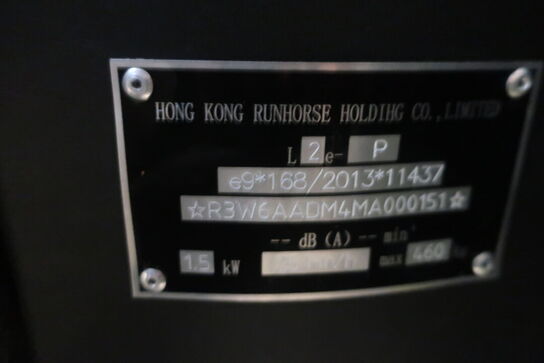 HONG KONG RUNHORSE HOLDIHG CO.,LIMITED
L 2 e- P
e9*168/2013*11437
☆R3W6AADM4MA000151☆
-- dB (A) -- min
1.5 kW max 460